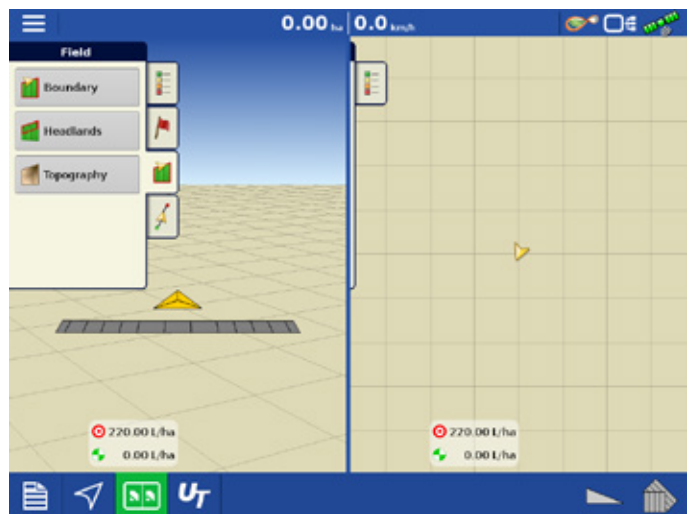 0.00 ha 0.0 km/h
Field
Boundary
Headlands
Topography
220.00 L/ha
0.00 L/ha
220.00 L/ha
0.00 L/ha
UT